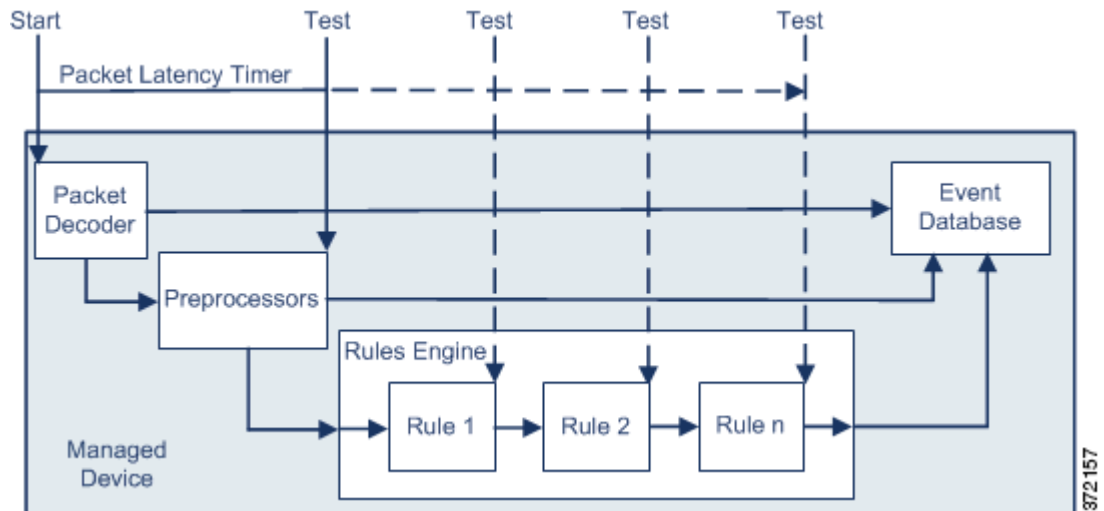 Start
Test
Test
Test
Test
Packet Latency Timer
Packet
Decoder
Event
Database
Preprocessors
Rules Engine
Rule 1
Rule 2
Rule n
Managed
Device
372157